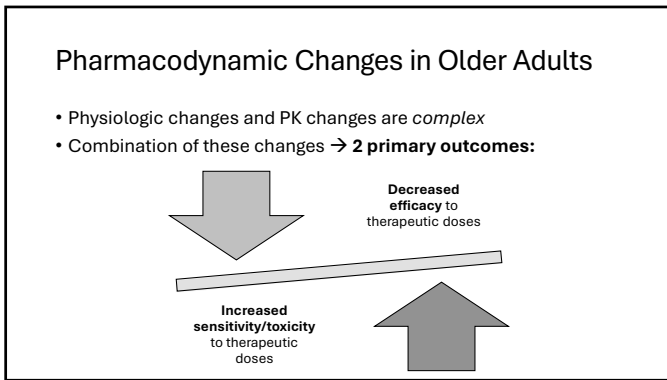 Pharmacodynamic Changes in Older Adults
• Physiologic changes and PK changes are complex
• Combination of these changes → 2 primary outcomes:
Decreased
efficacy to
therapeutic doses
Increased
sensitivity/toxicity
to therapeutic
doses